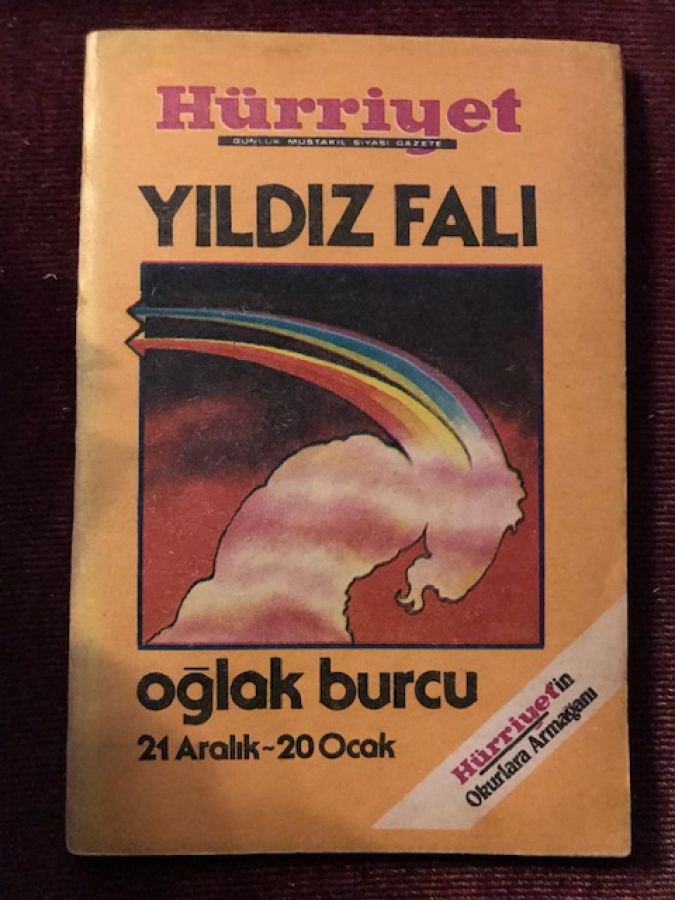 Hürriyet
GÜNLÜK MÜSTAKİL SİYASİ GAZETE
YILDIZ FALI
oğlak burcu
21 Aralık~20 Ocak
Hürriyet'in
Okurlara Armağanı